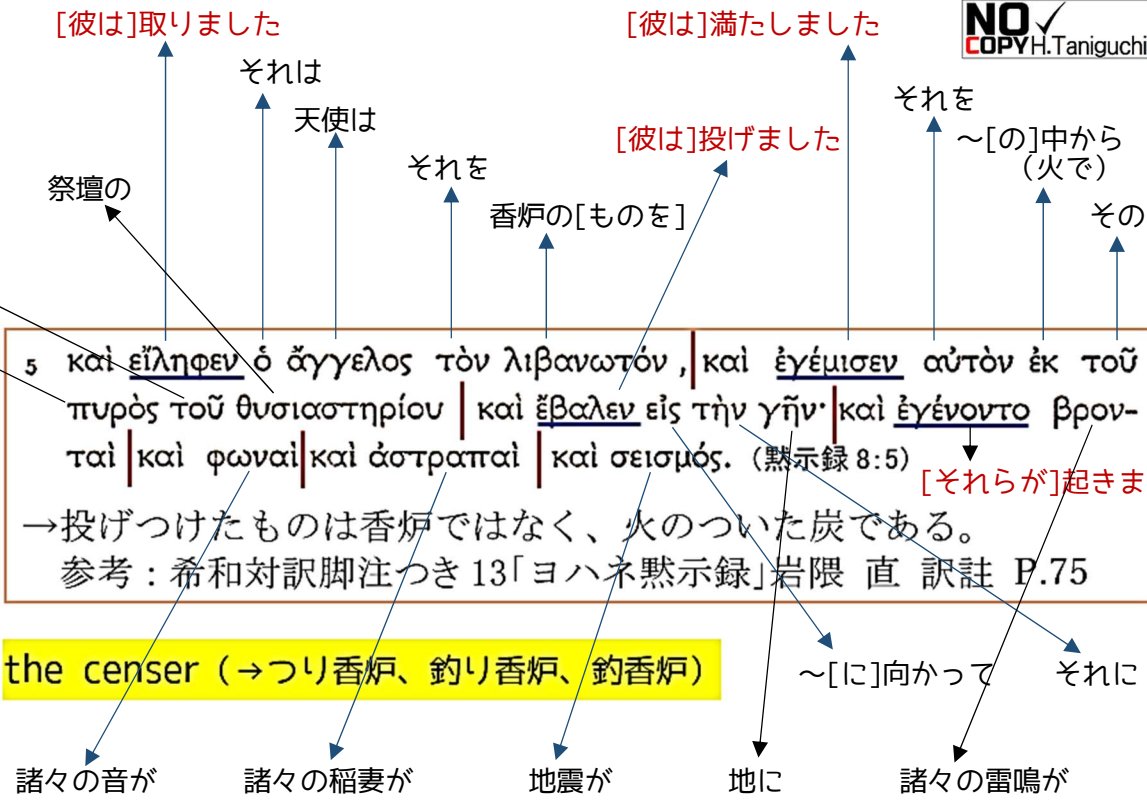 [彼は]取りました
[彼は]満たしました
NO
COPY H.Taniguchi
それは
天使は
それを
～[の]中から
（火で）
[彼は]投げました
それを
祭壇の
香炉の[ものを]
その
5 καὶ εἴληφεν ὁ ἄγγελος τὸν λιβανωτόν , καὶ ἐγέμισεν αὐτὸν ἐκ τοῦ
πυρὸς τοῦ θυσιαστηρίου καὶ ἔβαλεν εἰς τὴν γῆν· καὶ ἐγένοντο βρον-
ταὶ καὶ φωναὶ καὶ ἀστραπαὶ καὶ σεισμός. (黙示録 8:5)
[それらが]起きま
→投げつけたものは香炉ではなく、火のついた炭である。
参考：希和対訳脚注つき13「ヨハネ黙示録」岩隈 直 訳註 P.75
the censer（→つり香炉、釣り香炉、釣香炉）
～[に]向かって
それに
諸々の音が
諸々の稲妻が
地震が
地に
諸々の雷鳴が